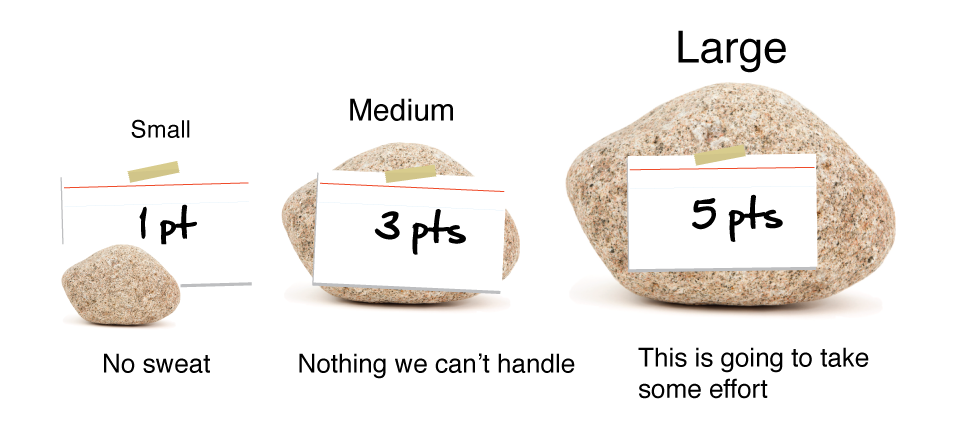 Small
1 pt
No sweat
Medium
3 pts
Nothing we can’t handle
Large
5 pts
This is going to take
some effort